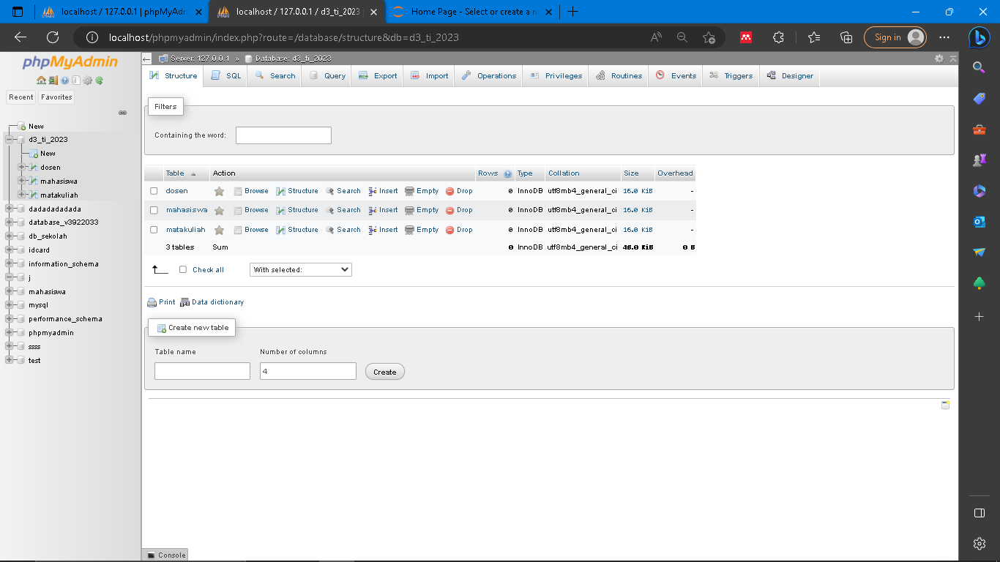 localhost / 127.0.0.1 | phpMyAdm
localhost / 127.0.0.1 / d3_ti_2023
Home Page - Select or create a n
localhost/phpmyadmin/index.php?route=/database/structure&db=d3_ti_2023
Sign in
phpMyAdmin
Recent Favorites
New
d3_ti_2023
New
dosen
mahasiswa
matakuliah
dadadadadada
database_v3922033
db_sekolah
idcard
information_schema
j
mahasiswa
mysql
performance_schema
phpmyadmin
ssss
test
Server: 127.0.0.1 » Database: d3_ti_2023
Structure SQL Search Query Export Import Operations Privileges Routines Events Triggers Designer
Filters
Containing the word:
Table Action Rows Type Collation Size Overhead
dosen Browse Structure Search Insert Empty Drop 0 InnoDB utf8mb4_general_ci 16.0 KiB -
mahasiswa Browse Structure Search Insert Empty Drop 0 InnoDB utf8mb4_general_ci 16.0 KiB -
matakuliah Browse Structure Search Insert Empty Drop 0 InnoDB utf8mb4_general_ci 16.0 KiB -
3 tables Sum 0 InnoDB utf8mb4_general_ci 48.0 KiB 0 B
Check all With selected:
Print Data dictionary
Create new table
Table name Number of columns
4 Create
Console